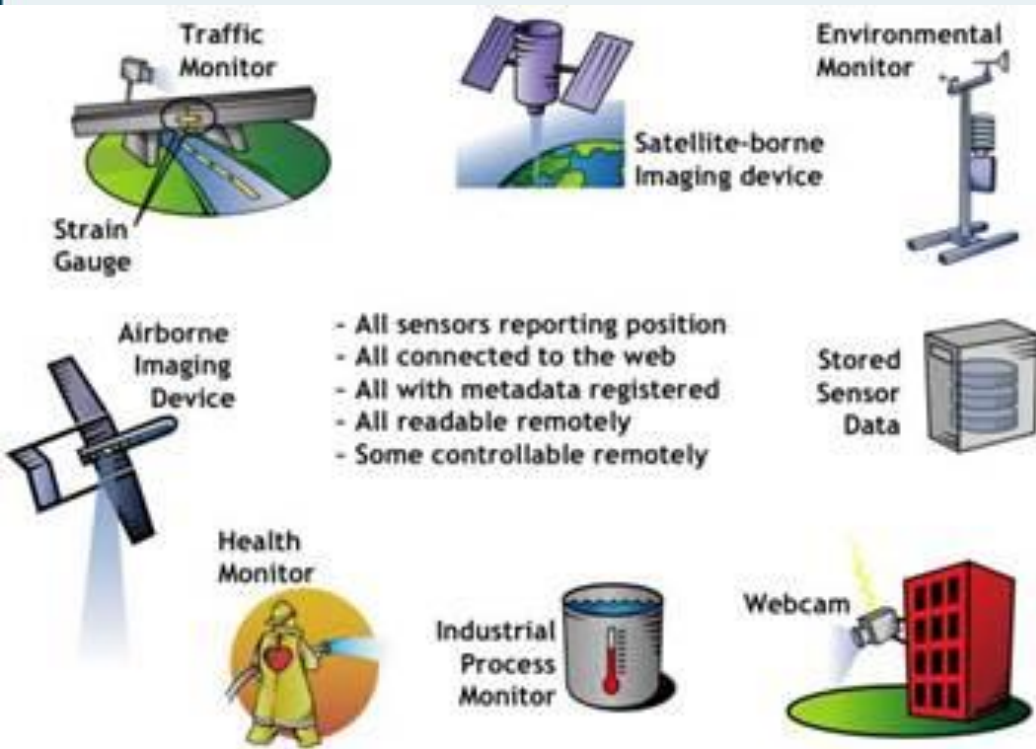 Traffic
Monitor
Environmental
Monitor
Satellite-borne
Imaging device
Strain
Gauge
Airborne
Imaging
Device
- All sensors reporting position
- All connected to the web
- All with metadata registered
- All readable remotely
- Some controllable remotely
Stored
Sensor
Data
Health
Monitor
Industrial
Process
Monitor
Webcam